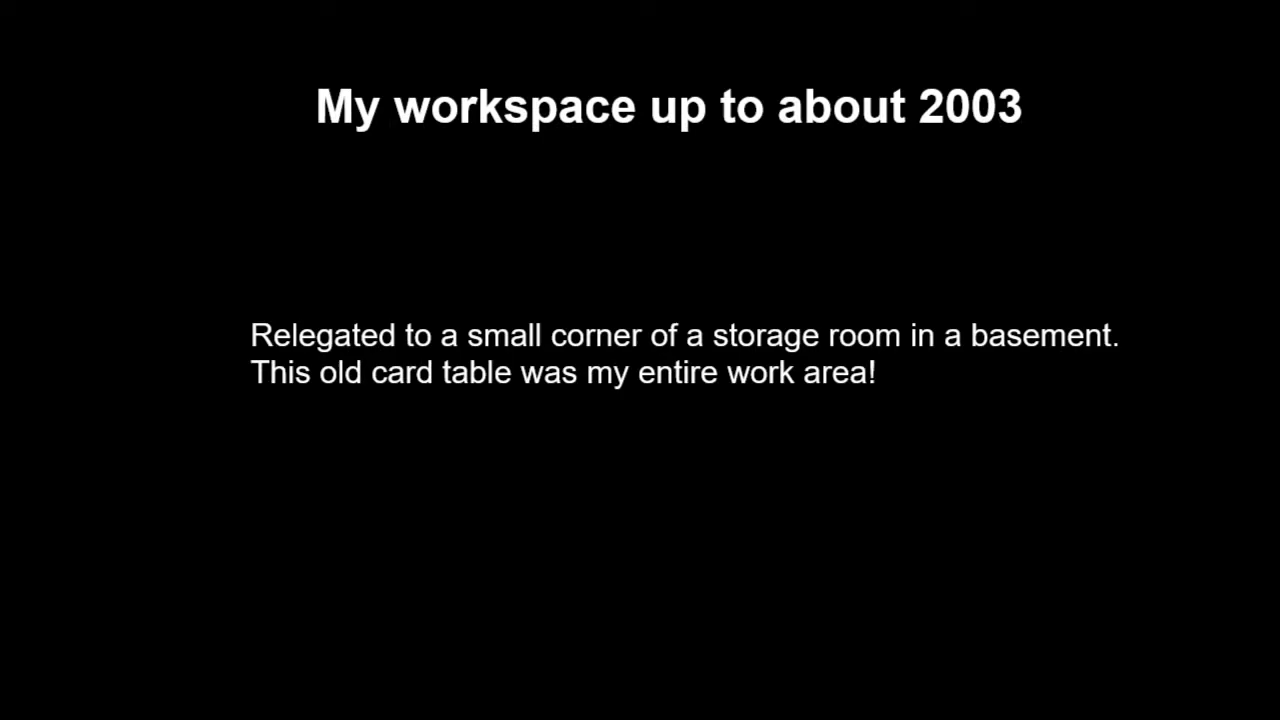 My workspace up to about 2003
Relegated to a small corner of a storage room in a basement.
This old card table was my entire work area!